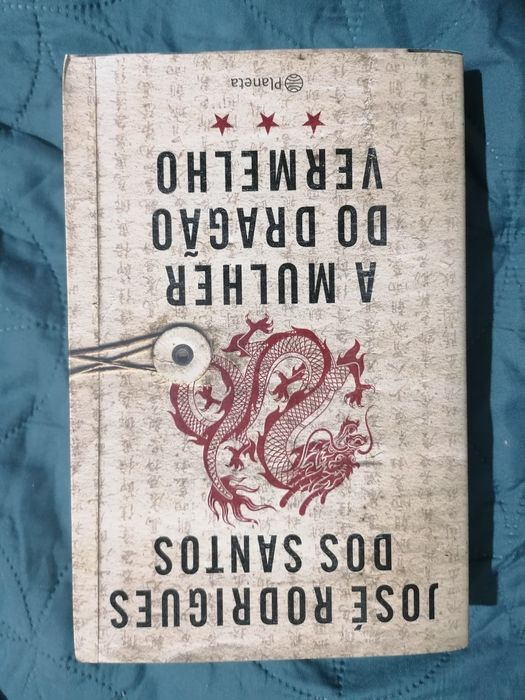 JOSÉ RODRIGUES
DOS SANTOS
A MULHER
DO DRAGÃO
VERMELHO
Planeta